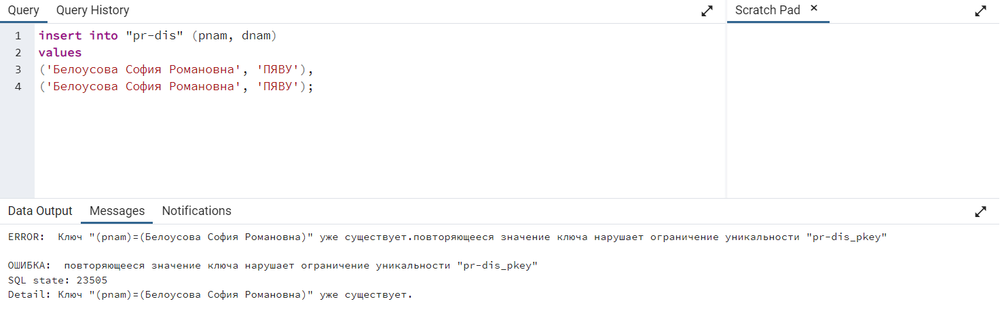 Query Query History Scratch Pad ×
1 insert into "pr-dis" (pnam, dnam)
2 values
3 ('Белоусова София Романовна', 'ПЯВУ'),
4 ('Белоусова София Романовна', 'ПЯВУ');
Data Output Messages Notifications
ERROR:  Ключ "(pnam)=(Белоусова София Романовна)" уже существует.повторяющееся значение ключа нарушает ограничение уникальности "pr-dis_pkey"
ОШИБКА:  повторяющееся значение ключа нарушает ограничение уникальности "pr-dis_pkey"
SQL state: 23505
Detail: Ключ "(pnam)=(Белоусова София Романовна)" уже существует.